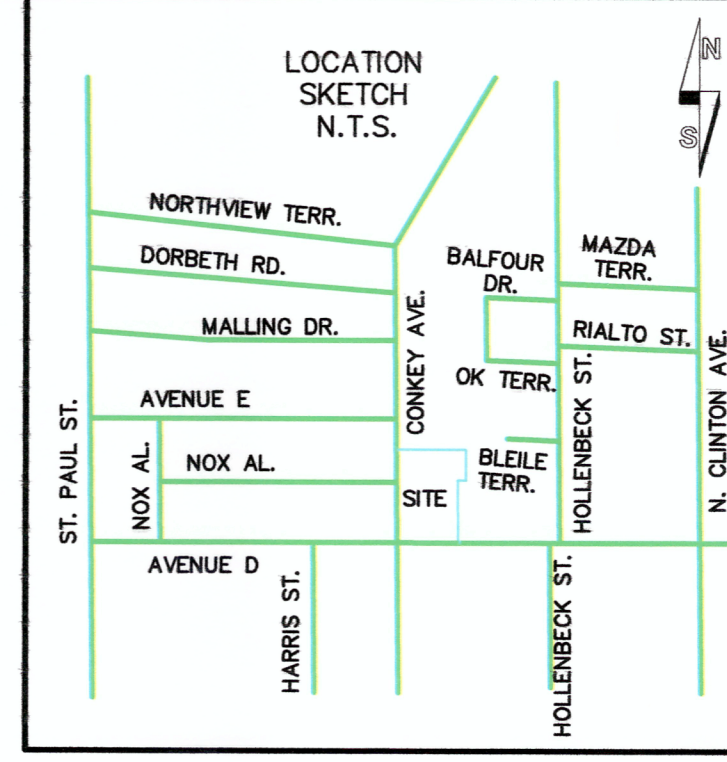 LOCATION
SKETCH
N.T.S.
N
S
NORTHVIEW TERR.
DORBETH RD.
MALLING DR.
BALFOUR
DR.
MAZDA
TERR.
RIALTO ST.
OK TERR.
CONKEY AVE.
AVENUE E
ST. PAUL ST.
NOX AL.
NOX AL.
SITE
BLEILE
TERR.
HOLLENBECK ST.
N. CLINTON AVE.
AVENUE D
HARRIS ST.
HOLLENBECK ST.